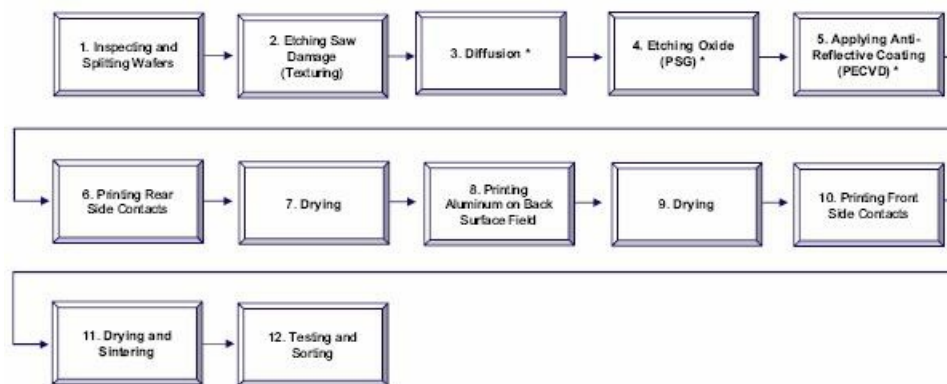 1. Inspecting and
Splitting Wafers
2. Etching Saw
Damage
(Texturing)
3. Diffusion *
4. Etching Oxide
(PSG) *
5. Applying Anti-
Reflective Coating
(PECVD) *
6. Printing Rear
Side Contacts
7. Drying
8. Printing
Aluminum on Back
Surface Field
9. Drying
10. Printing Front
Side Contacts
11. Drying and
Sintering
12. Testing and
Sorting